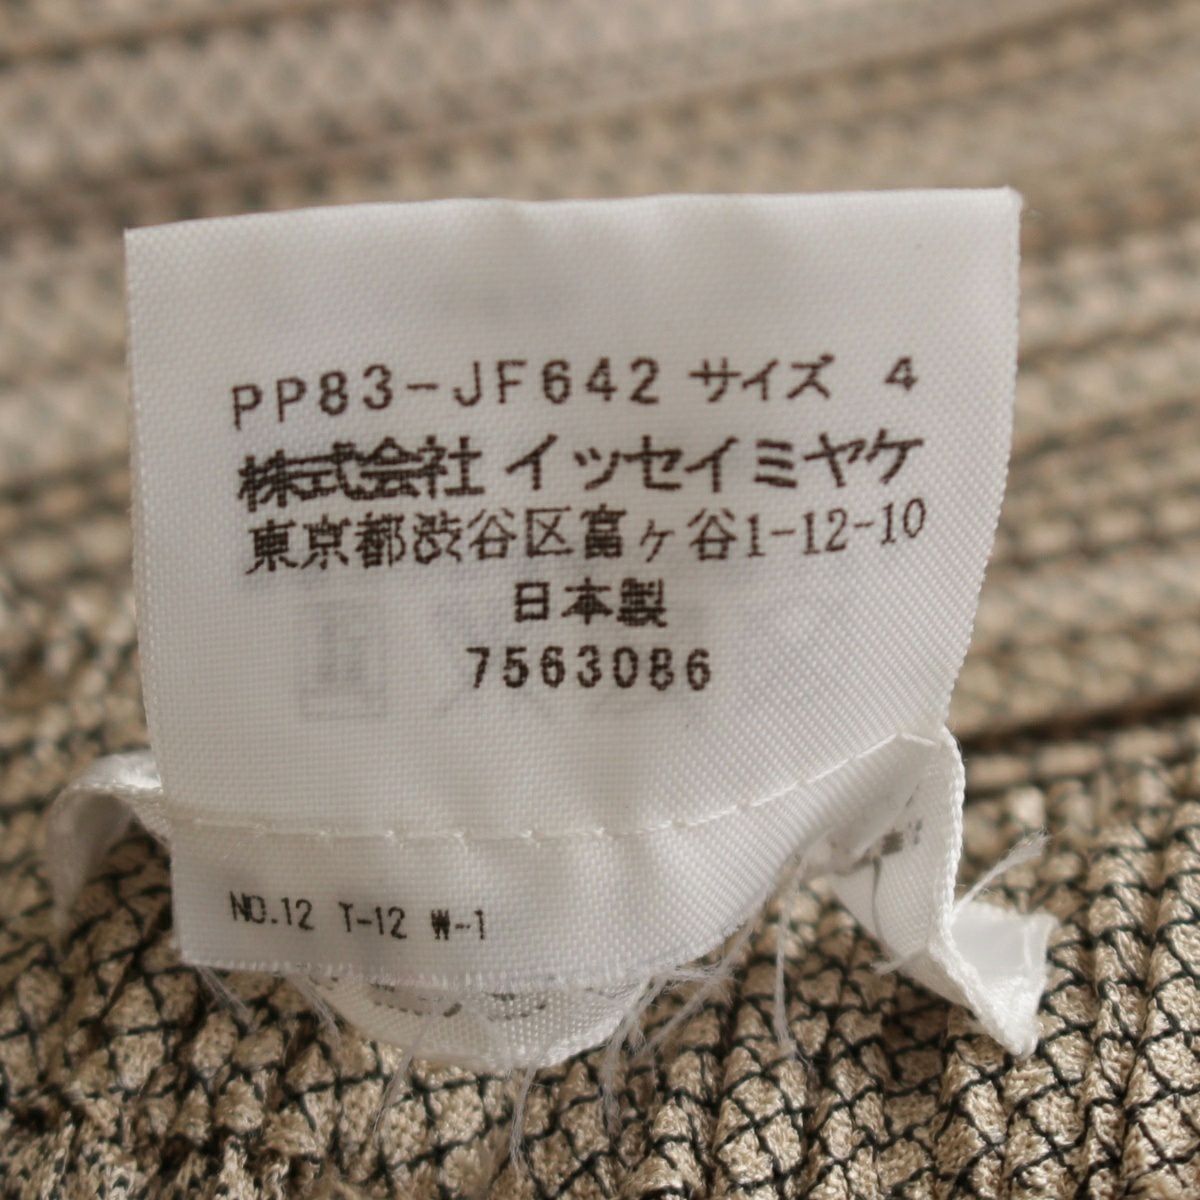 PP83-JF642 サイズ 4
株式会社 イッセイミヤケ
東京都渋谷区富ヶ谷1-12-10
日本製
7563086
NO.12 T-12 W-1